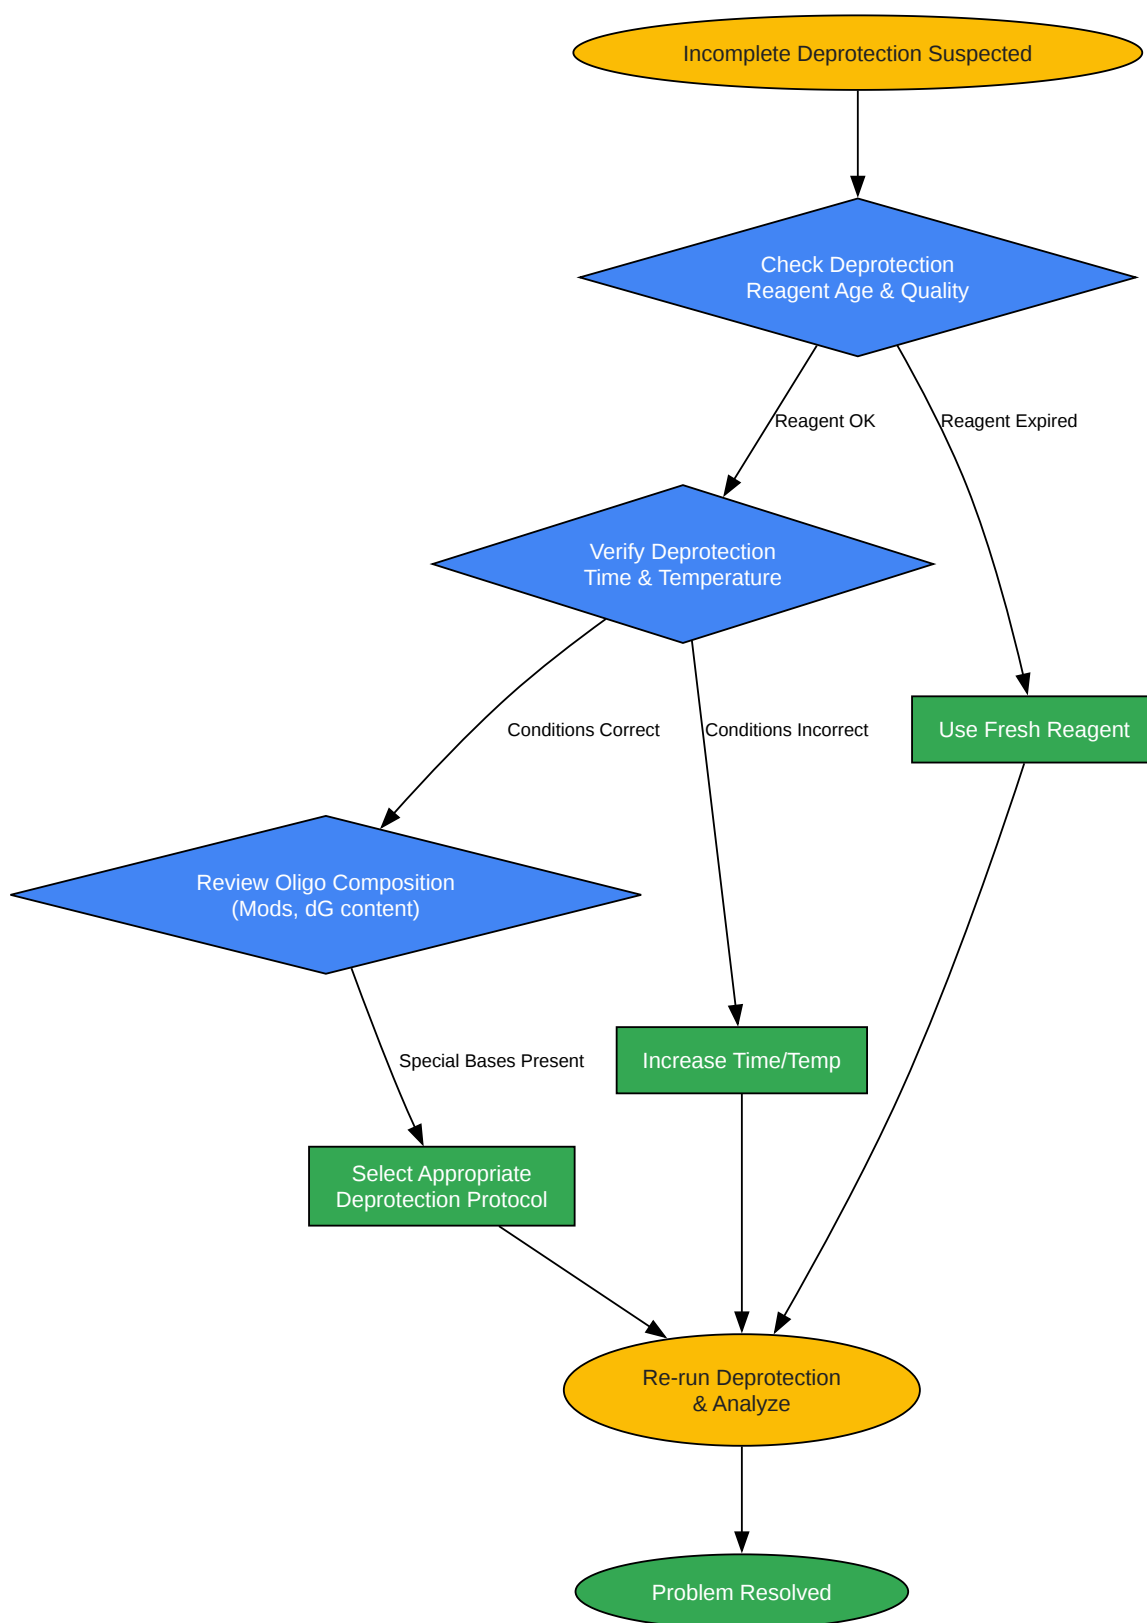 Incomplete Deprotection Suspected
Check Deprotection
Reagent Age & Quality
Reagent OK
Reagent Expired
Verify Deprotection
Time & Temperature
Conditions Correct
Conditions Incorrect
Use Fresh Reagent
Review Oligo Composition
(Mods, dG content)
Special Bases Present
Increase Time/Temp
Select Appropriate
Deprotection Protocol
Re-run Deprotection
& Analyze
Problem Resolved